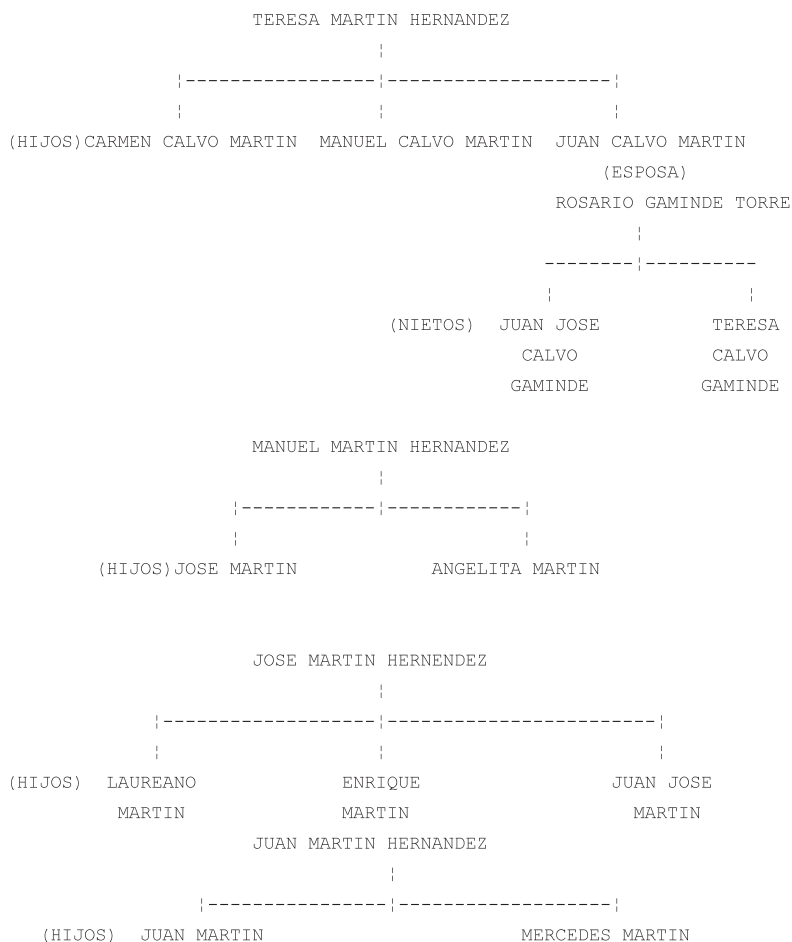 TERESA MARTIN HERNANDEZ
(HIJOS)CARMEN CALVO MARTIN MANUEL CALVO MARTIN JUAN CALVO MARTIN
(ESPOSA)
ROSARIO GAMINDE TORRE
(NIETOS) JUAN JOSE TERESA
CALVO CALVO
GAMINDE GAMINDE
MANUEL MARTIN HERNANDEZ
(HIJOS)JOSE MARTIN ANGELITA MARTIN
JOSE MARTIN HERNENDEZ
(HIJOS) LAUREANO ENRIQUE JUAN JOSE
MARTIN MARTIN MARTIN
JUAN MARTIN HERNANDEZ
(HIJOS) JUAN MARTIN MERCEDES MARTIN